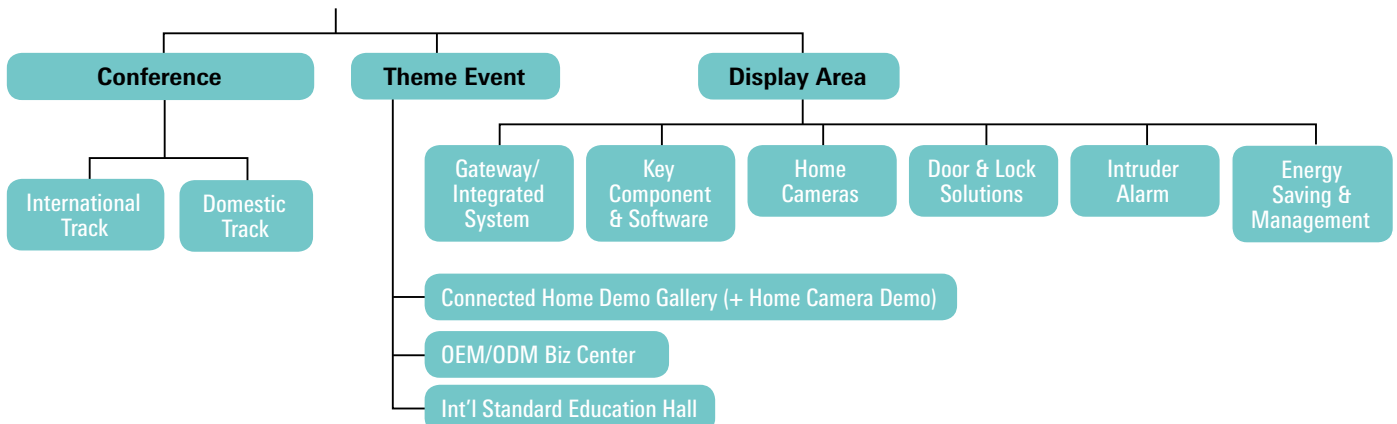 Conference
Theme Event
Display Area
International
Track
Domestic
Track
Gateway/
Integrated
System
Key
Component
& Software
Home
Cameras
Door & Lock
Solutions
Intruder
Alarm
Energy
Saving &
Management
Connected Home Demo Gallery (+ Home Camera Demo)
OEM/ODM Biz Center
Int'l Standard Education Hall